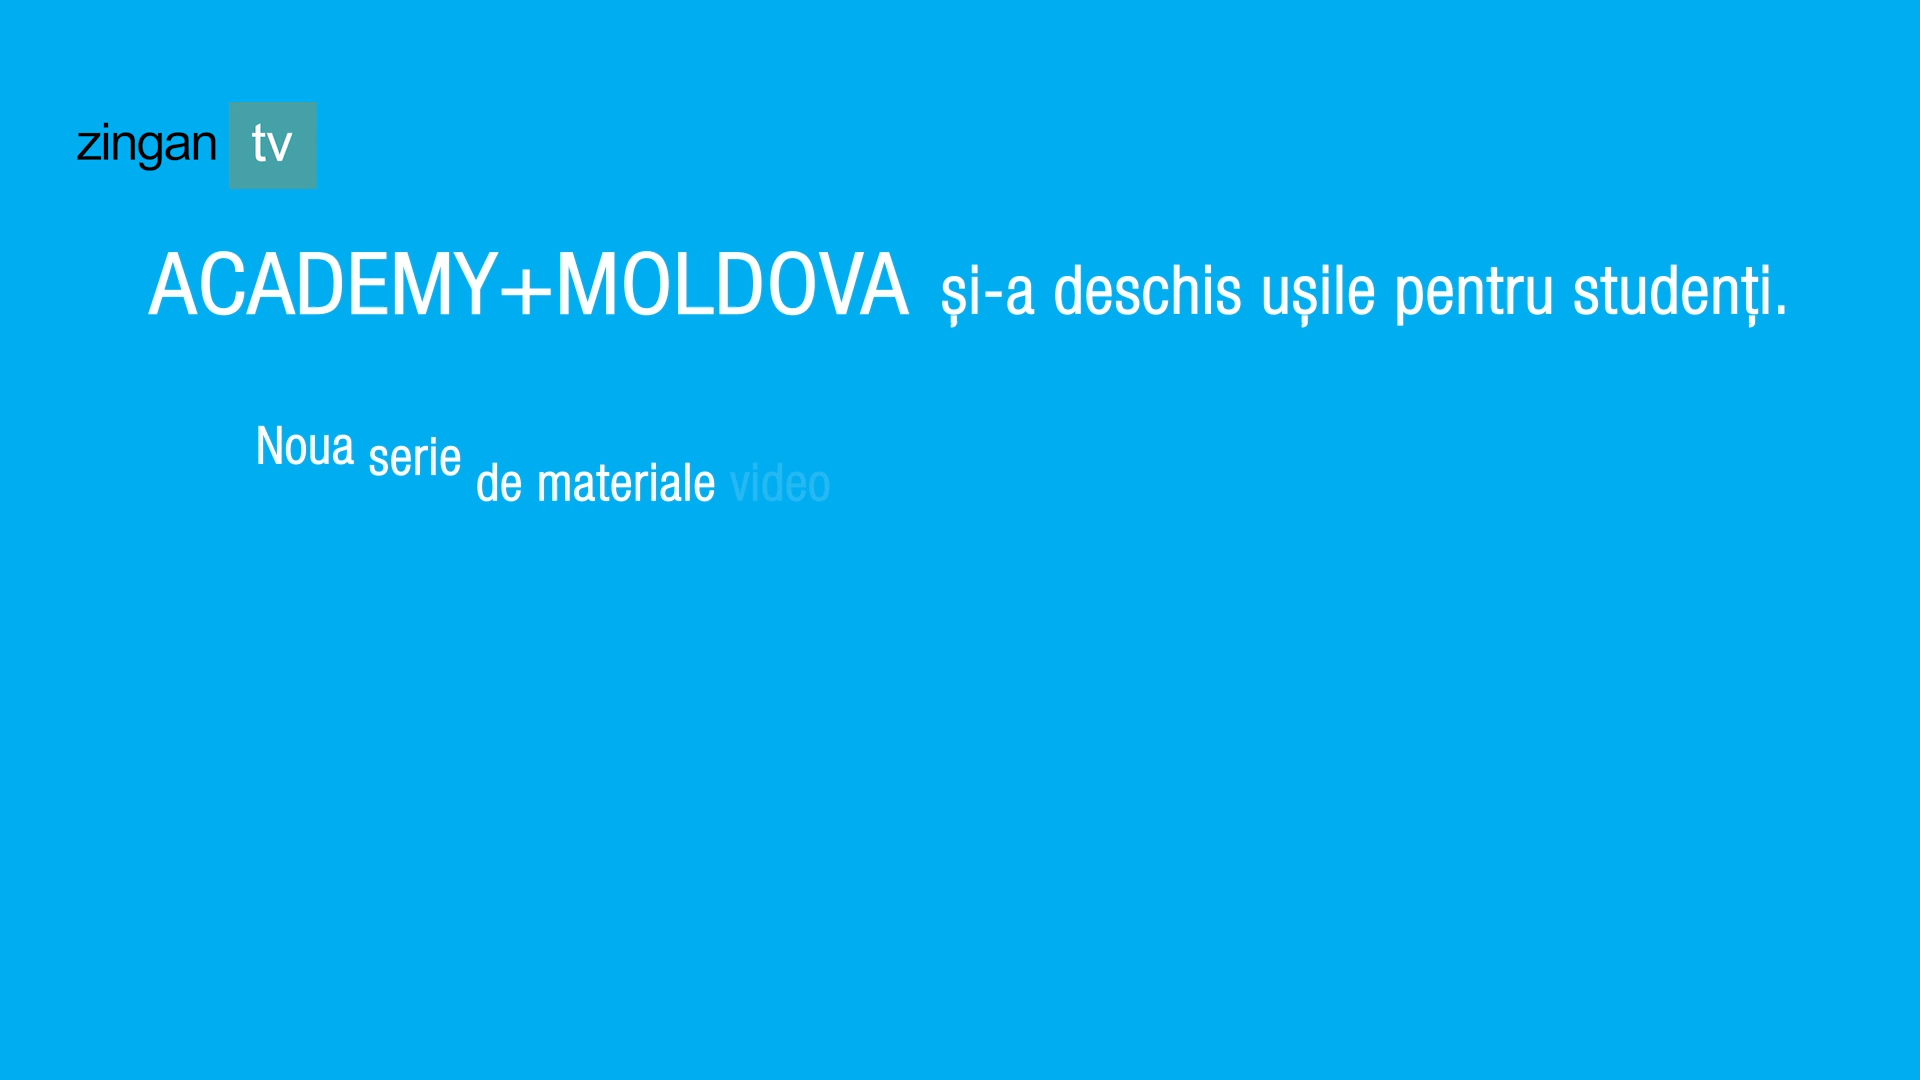 zingan tv
ACADEMY+MOLDOVA și-a deschis ușile pentru studenți.
Noua serie de materiale video